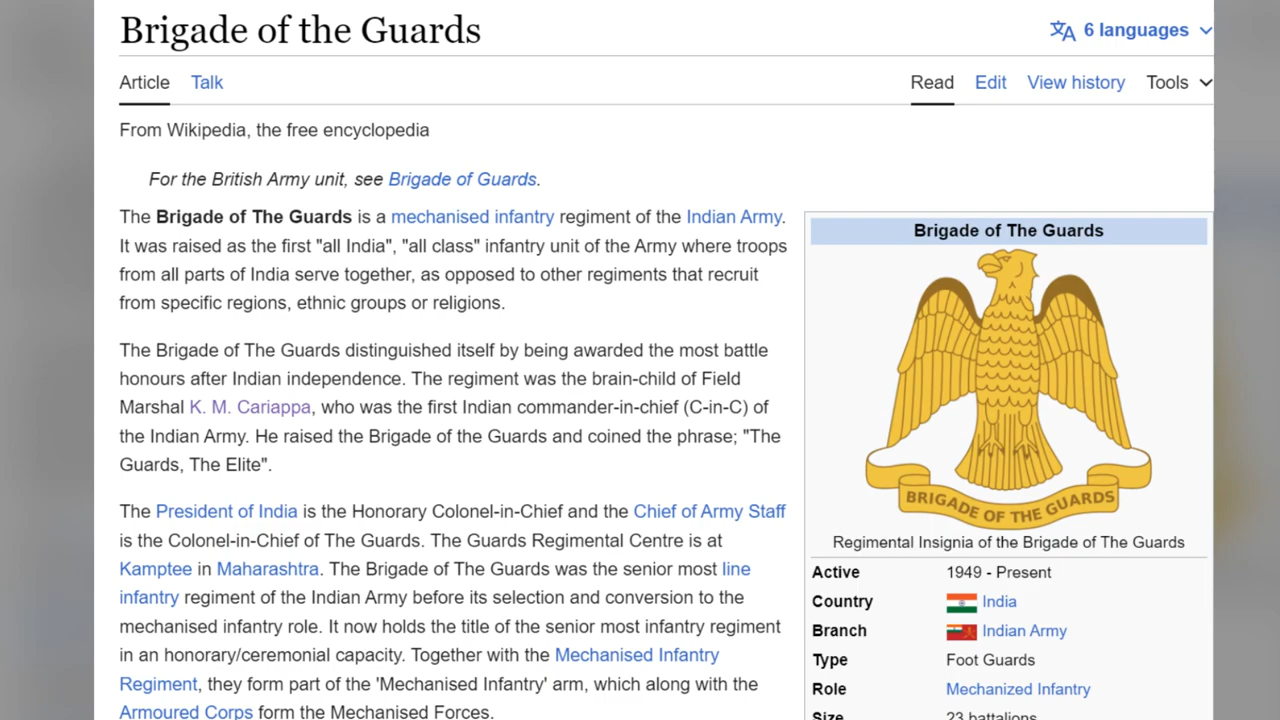 Brigade of the Guards
6 languages
Article Talk Read Edit View history Tools
From Wikipedia, the free encyclopedia
For the British Army unit, see Brigade of Guards.
The Brigade of The Guards is a mechanised infantry regiment of the Indian Army.
It was raised as the first "all India", "all class" infantry unit of the Army where troops
from all parts of India serve together, as opposed to other regiments that recruit
from specific regions, ethnic groups or religions.
The Brigade of The Guards distinguished itself by being awarded the most battle
honours after Indian independence. The regiment was the brain-child of Field
Marshal K. M. Cariappa, who was the first Indian commander-in-chief (C-in-C) of
the Indian Army. He raised the Brigade of the Guards and coined the phrase; "The
Guards, The Elite".
The President of India is the Honorary Colonel-in-Chief and the Chief of Army Staff
is the Colonel-in-Chief of The Guards. The Guards Regimental Centre is at
Kamptee in Maharashtra. The Brigade of The Guards was the senior most line
infantry regiment of the Indian Army before its selection and conversion to the
mechanised infantry role. It now holds the title of the senior most infantry regiment
in an honorary/ceremonial capacity. Together with the Mechanised Infantry
Regiment, they form part of the 'Mechanised Infantry' arm, which along with the
Armoured Corps form the Mechanised Forces.
Brigade of The Guards
BRIGADE OF THE GUARDS
Regimental Insignia of the Brigade of The Guards
Active 1949 - Present
Country India
Branch Indian Army
Type Foot Guards
Role Mechanized Infantry
Size 23 battalions